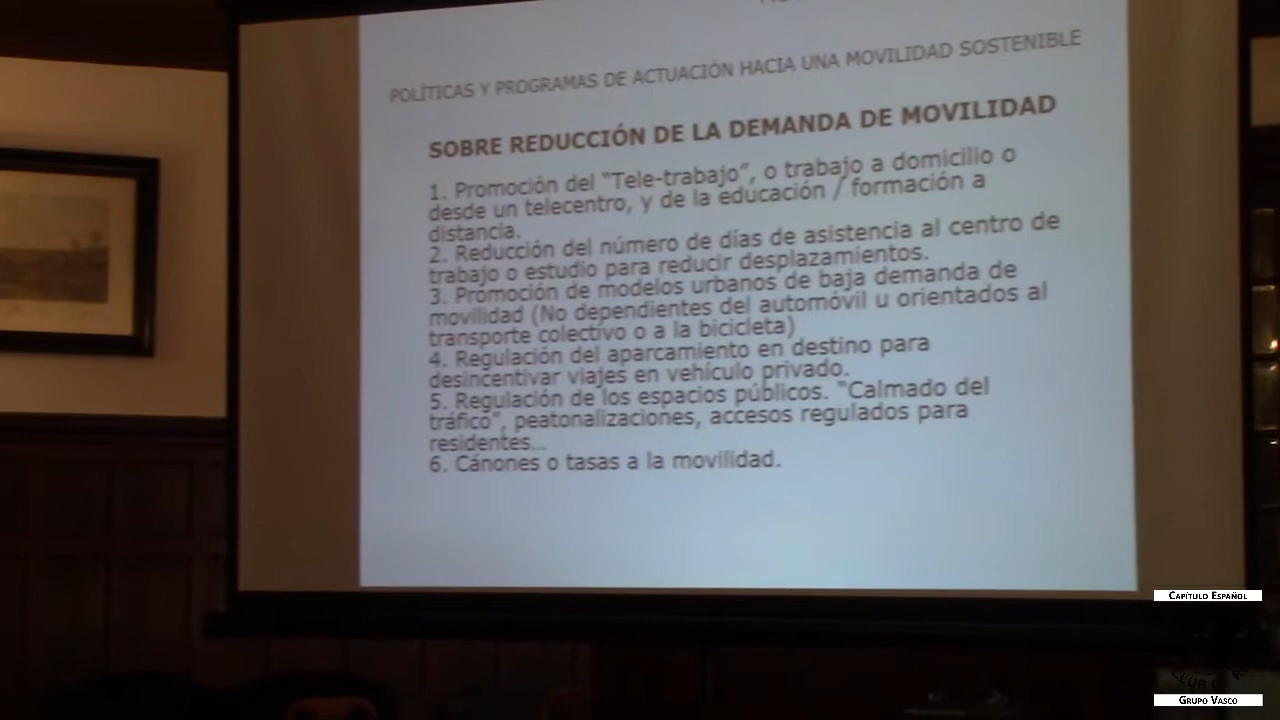 POLÍTICAS Y PROGRAMAS DE ACTUACIÓN HACIA UNA MOVILIDAD SOSTENIBLE
SOBRE REDUCCIÓN DE LA DEMANDA DE MOVILIDAD
1. Promoción del “Tele-trabajo”, o trabajo a domicilio o
desde un telecentro, y de la educación / formación a
distancia.
2. Reducción del número de días de asistencia al centro de
trabajo o estudio para reducir desplazamientos.
3. Promoción de modelos urbanos de baja demanda de
movilidad (No dependientes del automóvil u orientados al
transporte colectivo o a la bicicleta)
4. Regulación del aparcamiento en destino para
desincentivar viajes en vehículo privado.
5. Regulación de los espacios públicos. “Calmado del
tráfico”, peatonalizaciones, accesos regulados para
residentes...
6. Cánones o tasas a la movilidad.
CAPÍTULO ESPAÑOL
GRUPO VASCO